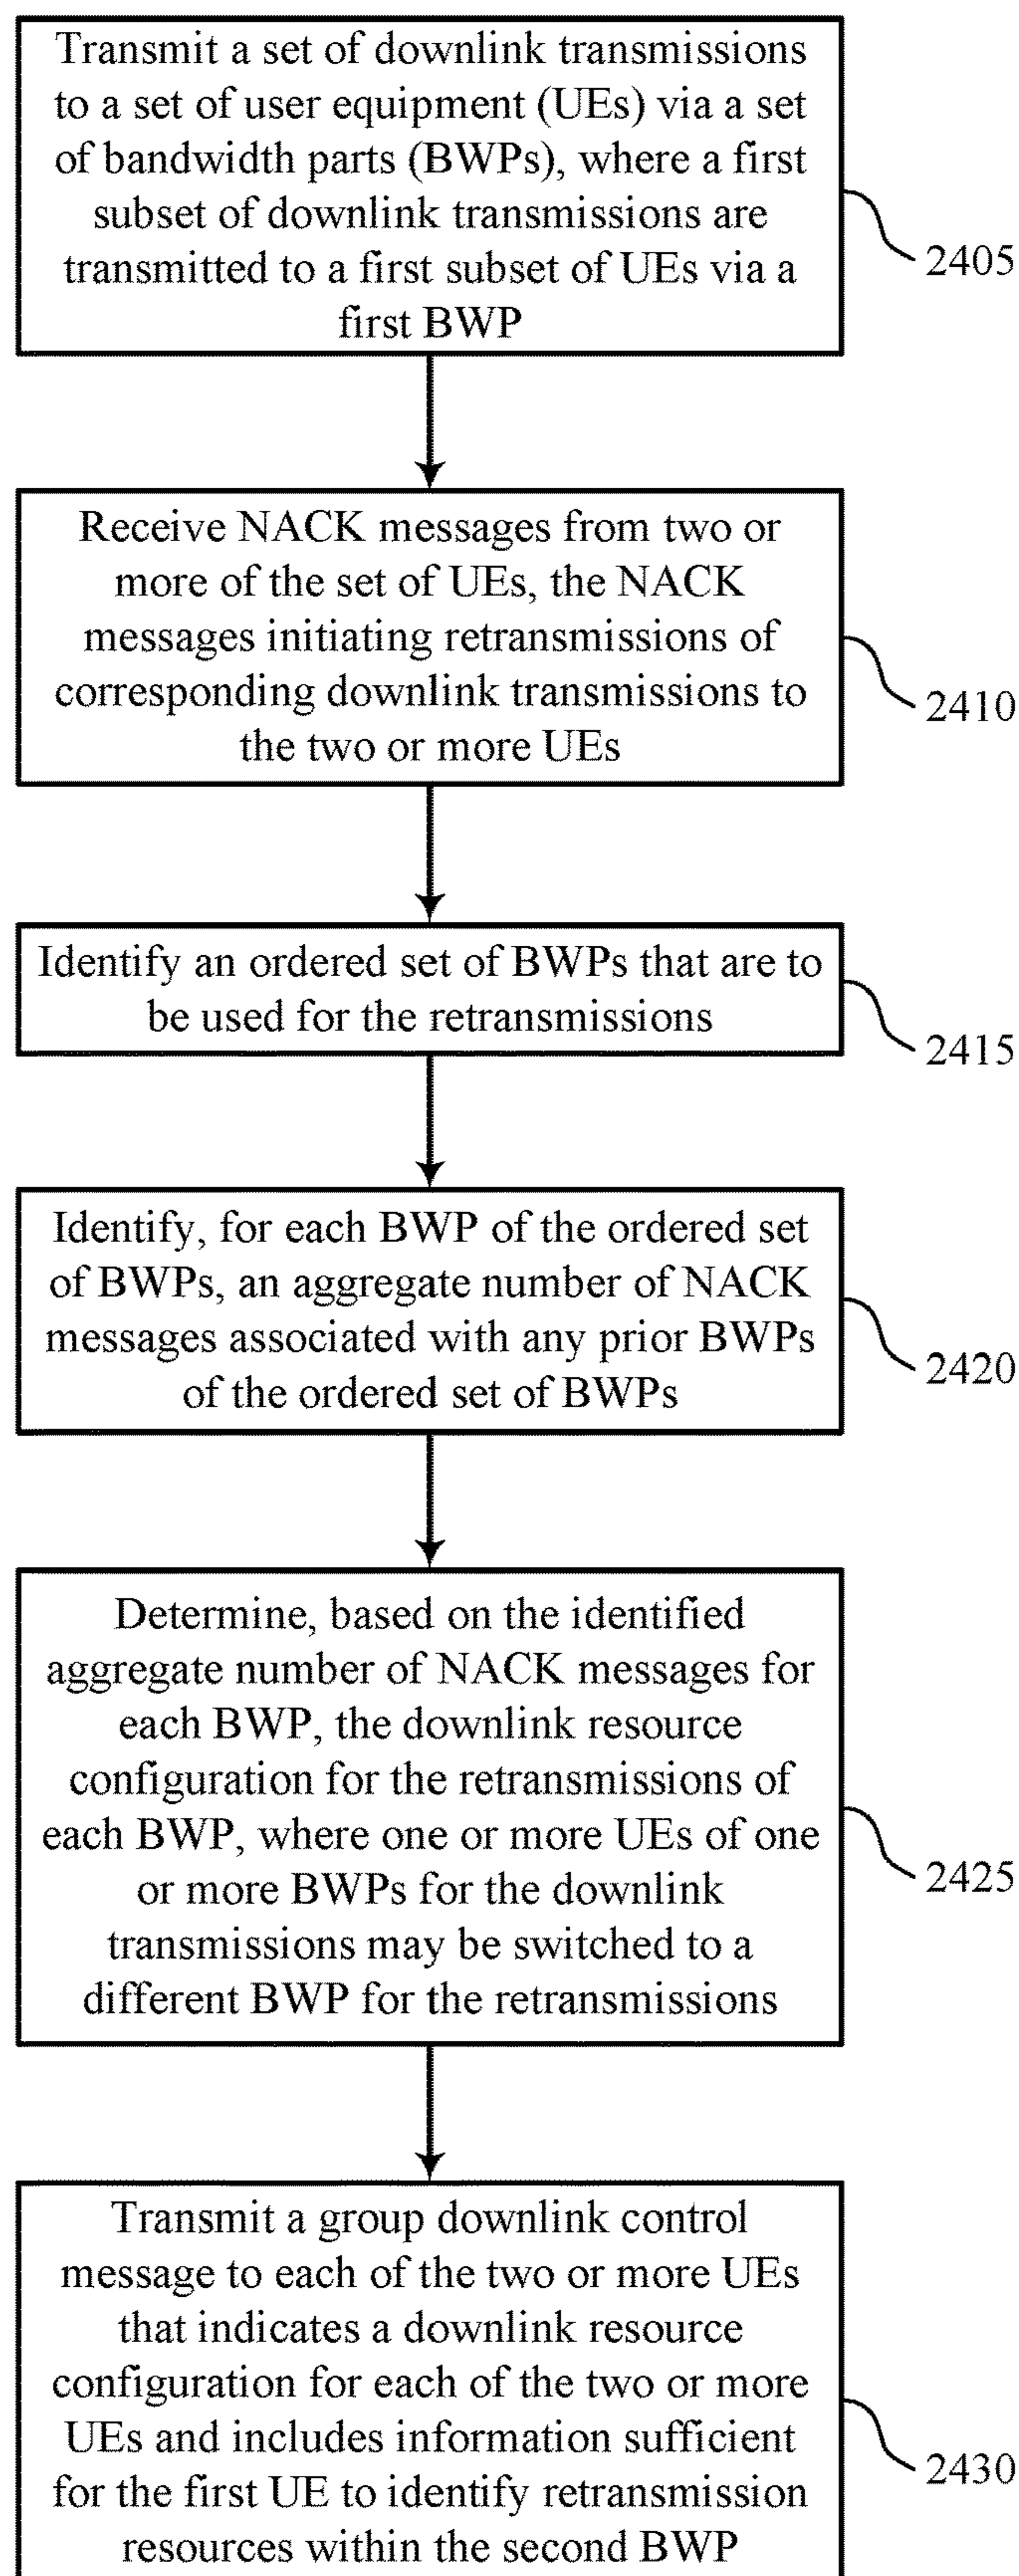 Transmit a set of downlink transmissions
to a set of user equipment (UEs) via a set
of bandwidth parts (BWPs), where a first
subset of downlink transmissions are
transmitted to a first subset of UEs via a
first BWP
2405
Receive NACK messages from two or
more of the set of UEs, the NACK
messages initiating retransmissions of
corresponding downlink transmissions to
the two or more UEs
2410
Identify an ordered set of BWPs that are to
be used for the retransmissions
2415
Identify, for each BWP of the ordered set
of BWPs, an aggregate number of NACK
messages associated with any prior BWPs
of the ordered set of BWPs
2420
Determine, based on the identified
aggregate number of NACK messages for
each BWP, the downlink resource
configuration for the retransmissions of
each BWP, where one or more UEs of one
or more BWPs for the downlink
transmissions may be switched to a
different BWP for the retransmissions
2425
Transmit a group downlink control
message to each of the two or more UEs
that indicates a downlink resource
configuration for each of the two or more
UEs and includes information sufficient
for the first UE to identify retransmission
resources within the second BWP
2430